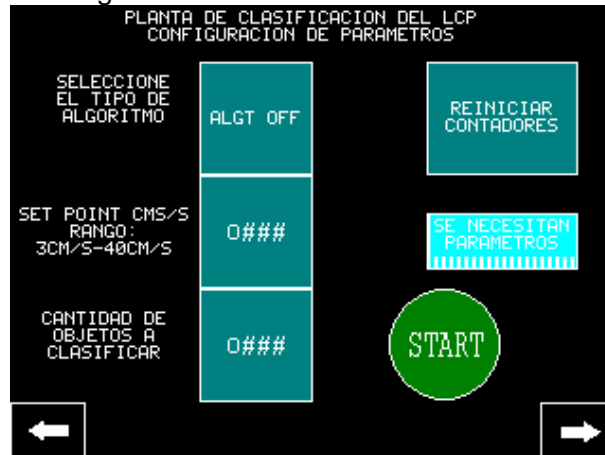 PLANTA DE CLASIFICACION DEL LCP
CONFIGURACION DE PARAMETROS
SELECCIONE
EL TIPO DE
ALGORITMO
ALGT OFF
REINICIAR
CONTADORES
SET POINT CMS/S
RANGO:
3CM/S-40CM/S
0###
SE NECESITAN
PARAMETROS
CANTIDAD DE
OBJETOS A
CLASIFICAR
0###
START